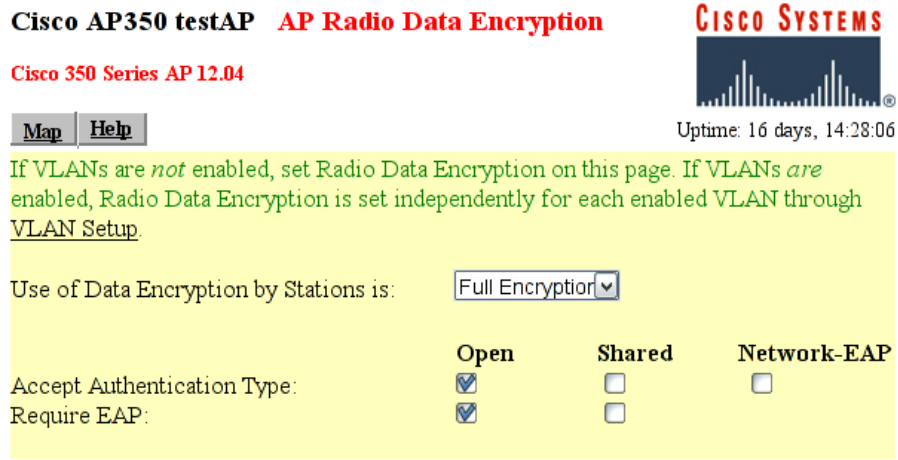 Cisco AP350 testAP AP Radio Data Encryption
CISCO SYSTEMS
Cisco 350 Series AP 12.04
®
Map Help
Uptime: 16 days, 14:28:06
If VLANs are not enabled, set Radio Data Encryption on this page. If VLANs are
enabled, Radio Data Encryption is set independently for each enabled VLAN through
VLAN Setup.
Use of Data Encryption by Stations is: Full Encryption
Open Shared Network-EAP
Accept Authentication Type:
Require EAP: